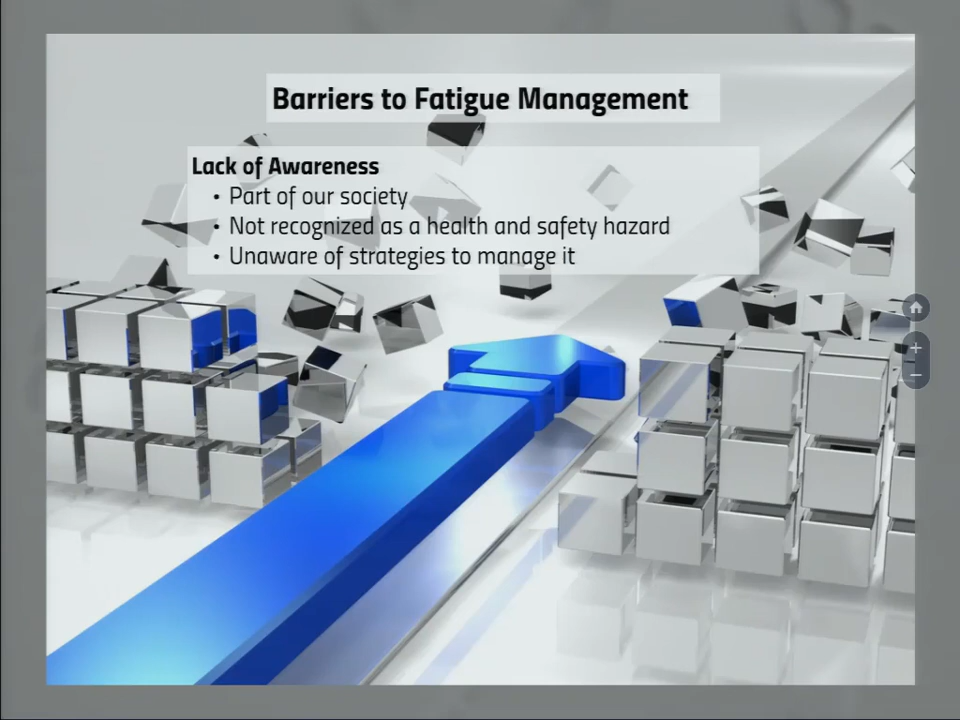 Barriers to Fatigue Management
Lack of Awareness
• Part of our society
• Not recognized as a health and safety hazard
• Unaware of strategies to manage it